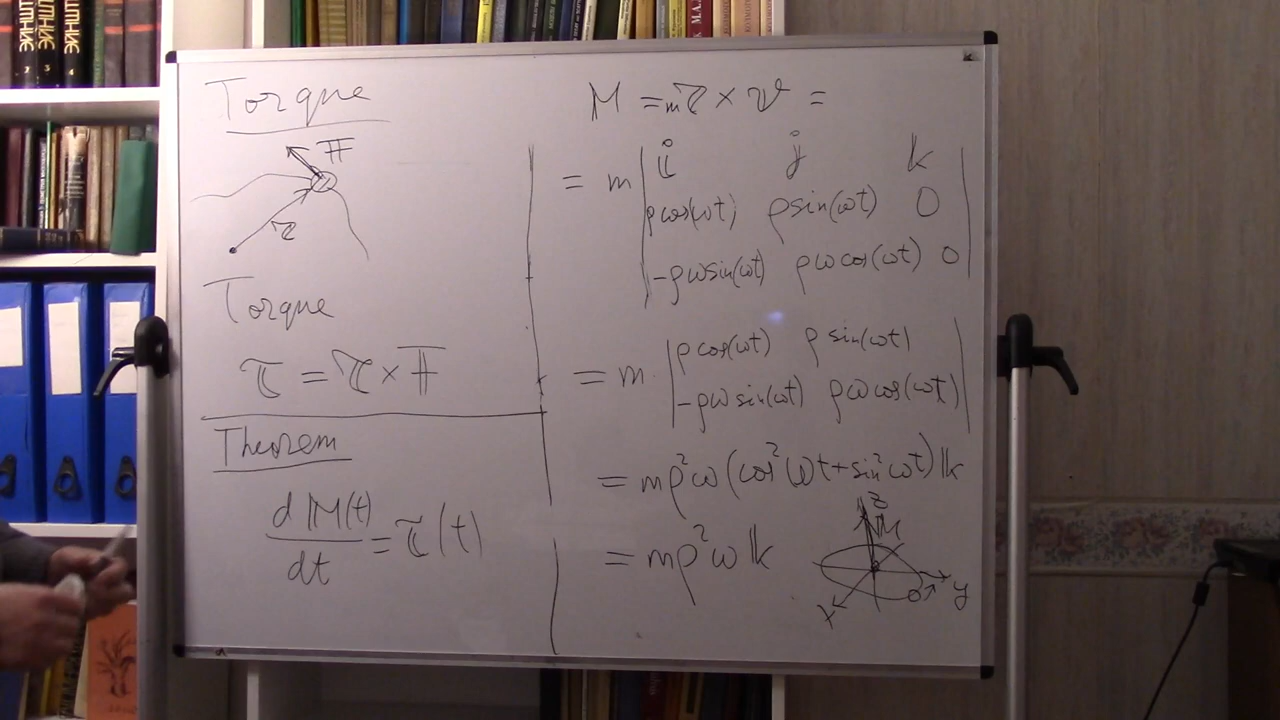 Torque
F
r
Torque
τ = r × F
Theorem
dM(t)/dt = τ(t)
M = m r × v =
= m | i j k |
| ρcos(ωt) ρsin(ωt) 0 |
| -ρωsin(ωt) ρωcos(ωt) 0 |
= m | ρcos(ωt) ρsin(ωt) |
| -ρωsin(ωt) ρωcos(ωt) |
= mρ²ω(cos²ωt+sin²ωt)k
= mρ²ωk
z
M
y
x